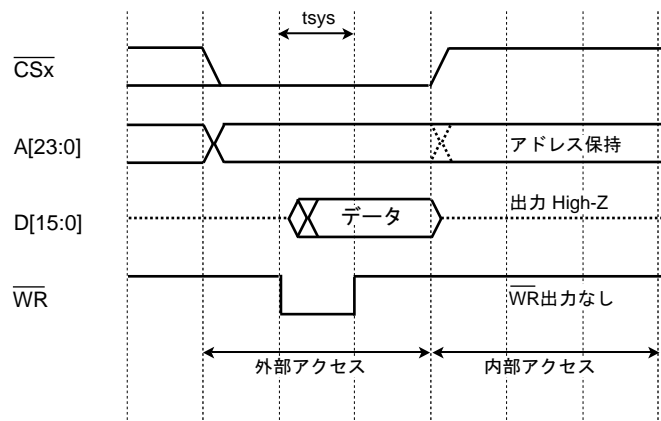 tsys
CSx
A[23:0]
アドレス保持
D[15:0]
データ
出力 High-Z
WR
WR出力なし
外部アクセス
内部アクセス